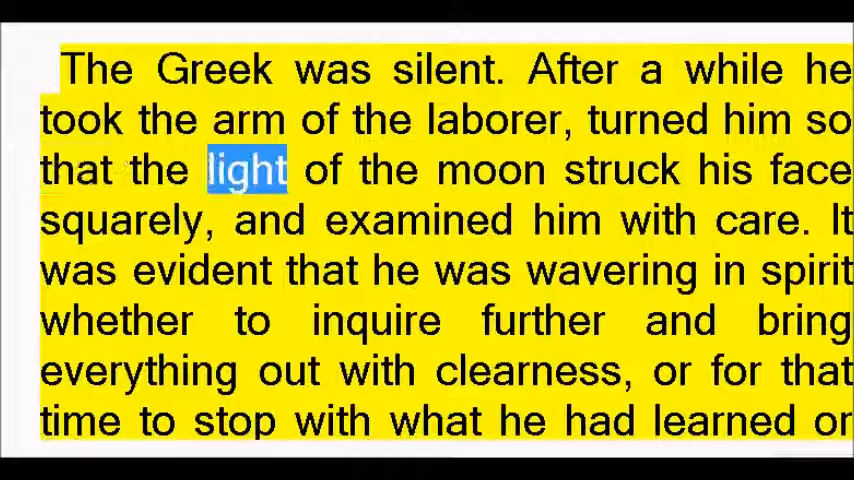 The Greek was silent. After a while he
took the arm of the laborer, turned him so
that the light of the moon struck his face
squarely, and examined him with care. It
was evident that he was wavering in spirit
whether to inquire further and bring
everything out with clearness, or for that
time to stop with what he had learned or